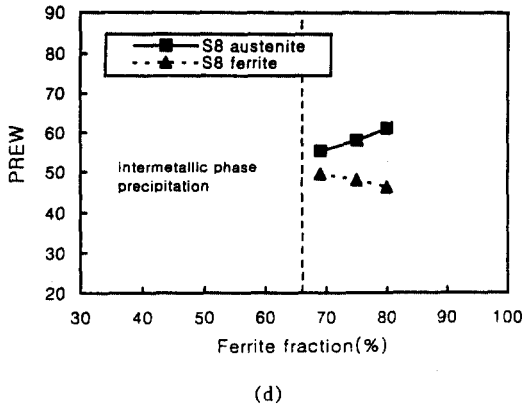 90
S8 austenite
S8 ferrite
80
70
60
PREW
50
intermetallic phase
precipitation
40
30
20
30 40 50 60 70 80 90 100
Ferrite fraction(%)
(d)